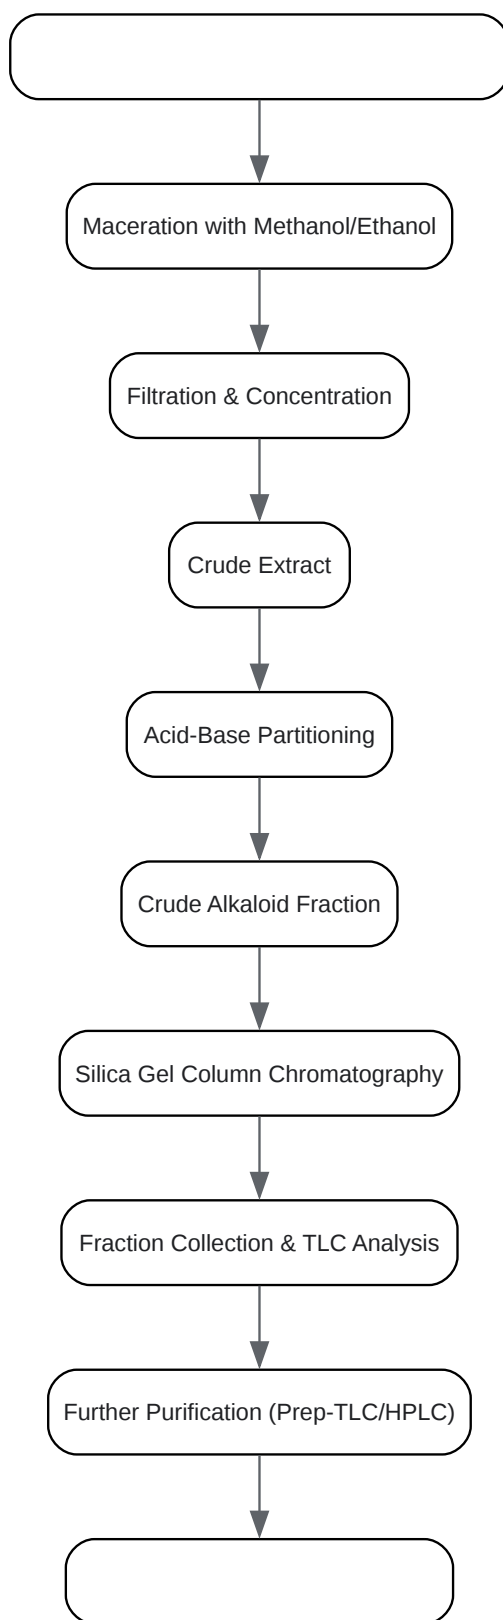 Maceration with Methanol/Ethanol
Filtration & Concentration
Crude Extract
Acid-Base Partitioning
Crude Alkaloid Fraction
Silica Gel Column Chromatography
Fraction Collection & TLC Analysis
Further Purification (Prep-TLC/HPLC)